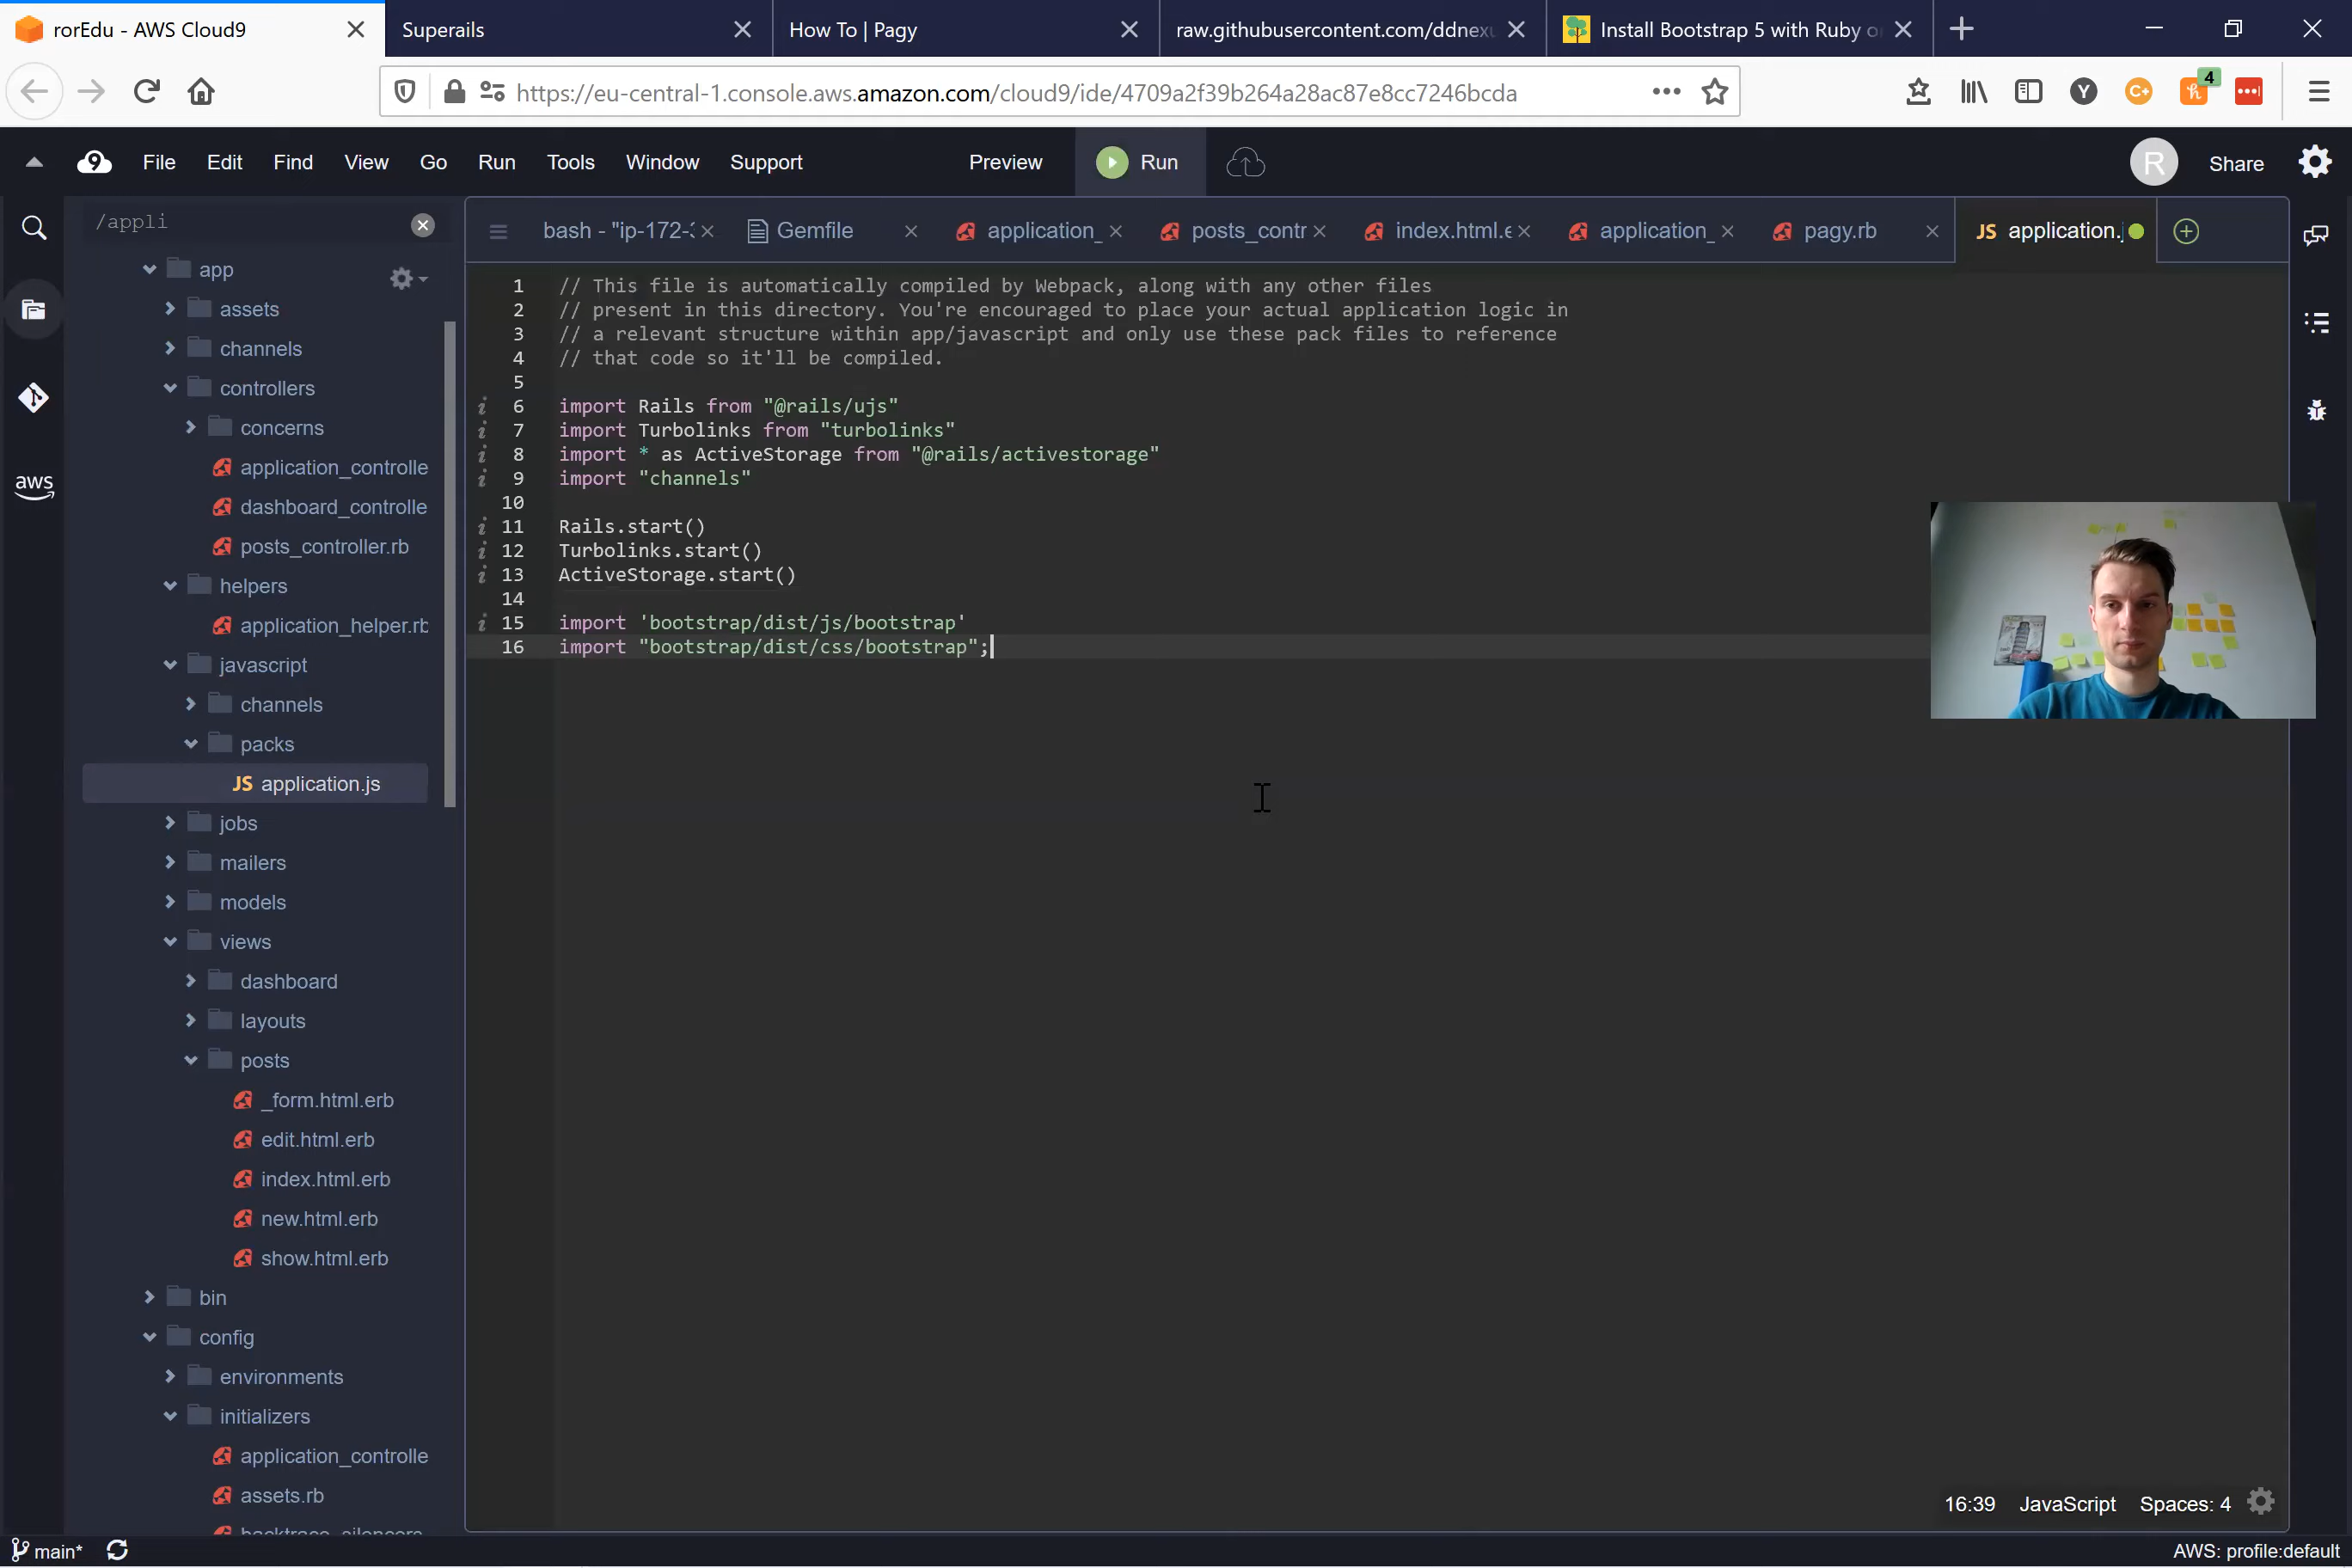 rorEdu - AWS Cloud9
Superails
How To | Pagy
raw.githubusercontent.com/ddnexu
Install Bootstrap 5 with Ruby o
https://eu-central-1.console.aws.amazon.com/cloud9/ide/4709a2f39b264a28ac87e8cc7246bcda
Y
C+
h
4
9
File Edit Find View Go Run Tools Window Support Preview Run
R
Share
/appli
bash - "ip-172-3
Gemfile
application_
posts_contr
index.html.e
application_
pagy.rb
JS application.j
aws
app
assets
channels
controllers
concerns
application_controlle
dashboard_controlle
posts_controller.rb
helpers
application_helper.rb
javascript
channels
packs
JS application.js
jobs
mailers
models
views
dashboard
layouts
posts
_form.html.erb
edit.html.erb
index.html.erb
new.html.erb
show.html.erb
bin
config
environments
initializers
application_controlle
assets.rb
backtrace_silencers
1 // This file is automatically compiled by Webpack, along with any other files
2 // present in this directory. You're encouraged to place your actual application logic in
3 // a relevant structure within app/javascript and only use these pack files to reference
4 // that code so it'll be compiled.
5
6 import Rails from "@rails/ujs"
7 import Turbolinks from "turbolinks"
8 import * as ActiveStorage from "@rails/activestorage"
9 import "channels"
10
11 Rails.start()
12 Turbolinks.start()
13 ActiveStorage.start()
14
15 import 'bootstrap/dist/js/bootstrap'
16 import "bootstrap/dist/css/bootstrap";
16:39 JavaScript Spaces: 4
main*
AWS: profile:default